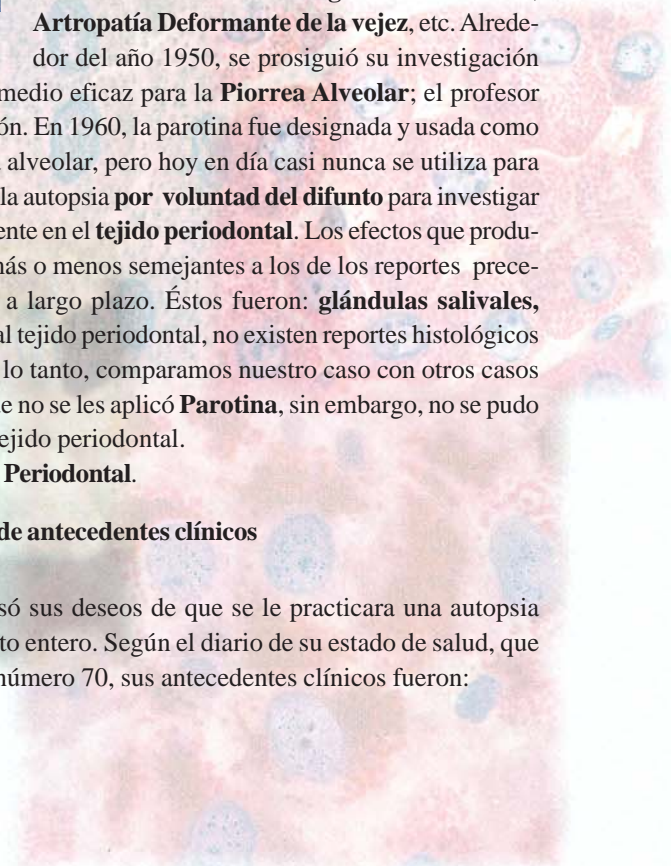 Artropatía Deformante de la vejez, etc. Alrede-
dor del año 1950, se prosiguió su investigación
medio eficaz para la Piorrea Alveolar; el profesor
ón. En 1960, la parotina fue designada y usada como
alveolar, pero hoy en día casi nunca se utiliza para
la autopsia por voluntad del difunto para investigar
ente en el tejido periodontal. Los efectos que produ-
más o menos semejantes a los de los reportes prece-
a largo plazo. Éstos fueron: glándulas salivales,
al tejido periodontal, no existen reportes histológicos
lo tanto, comparamos nuestro caso con otros casos
e no se les aplicó Parotina, sin embargo, no se pudo
ejido periodontal.
Periodontal.
de antecedentes clínicos
só sus deseos de que se le practicara una autopsia
to entero. Según el diario de su estado de salud, que
número 70, sus antecedentes clínicos fueron: